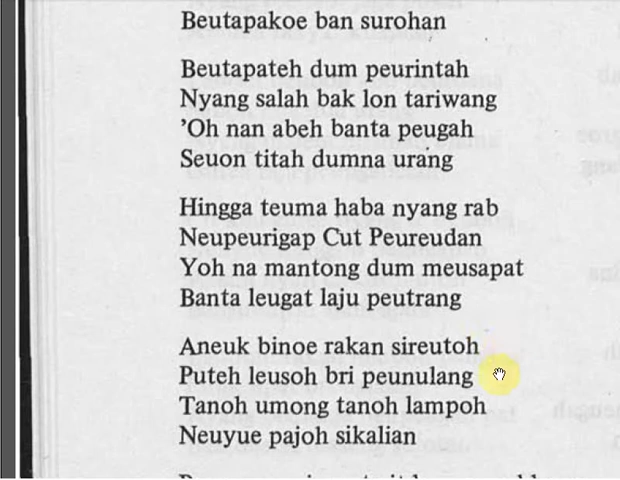 Beutapakoe ban surohan
Beutapateh dum peurintah
Nyang salah bak lon tariwang
'Oh nan abeh banta peugah
Seuon titah dumna urang
Hingga teuma haba nyang rab
Neupeurigap Cut Peureudan
Yoh na mantong dum meusapat
Banta leugat laju peutrang
Aneuk binoe rakan sireutoh
Puteh leusoh bri peunulang
Tanoh umong tanoh lampoh
Neuyue pajoh sikalian